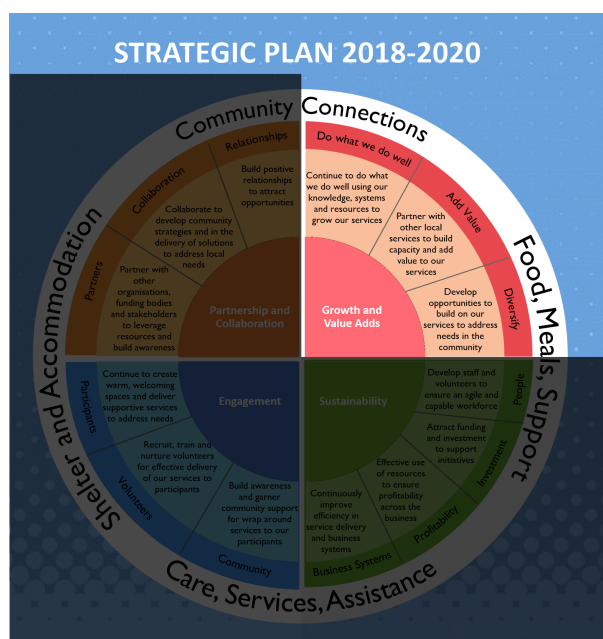 STRATEGIC PLAN 2018-2020
Community Connections
Food, Meals, Support
Care, Services, Assistance
Shelter and Accommodation
Relationships
Build positive
relationships
to attract
opportunities
Collaboration
Collaborate to
develop community
strategies and in the
delivery of solutions
to address local
needs
Partners
Partner with
other
organisations,
funding bodies
and stakeholders
to leverage
resources and
build awareness
Partnership and
Collaboration
Do what we do well
Continue to do what
we do well using our
knowledge, systems
and resources to
grow our services
Add Value
Partner with
other local
services to build
capacity and add
value to our
services
Diversify
Develop
opportunities to
build on our
services to address
needs in the
community
Growth and
Value Adds
Participants
Continue to create
warm, welcoming
spaces and deliver
supportive services
to address needs
Volunteers
Recruit, train and
nurture volunteers
for effective delivery
of our services to
participants
Community
Build awareness
and garner
community support
for wrap around
services to our
participants
Engagement
Sustainability
People
Develop staff and
volunteers to
ensure an agile and
capable workforce
Investment
Attract funding
and investment
to support
initiatives
Profitability
Effective use
of resources
to ensure
profitability
across the
business
Business Systems
Continuously
improve
efficiency in
service delivery
and business
systems